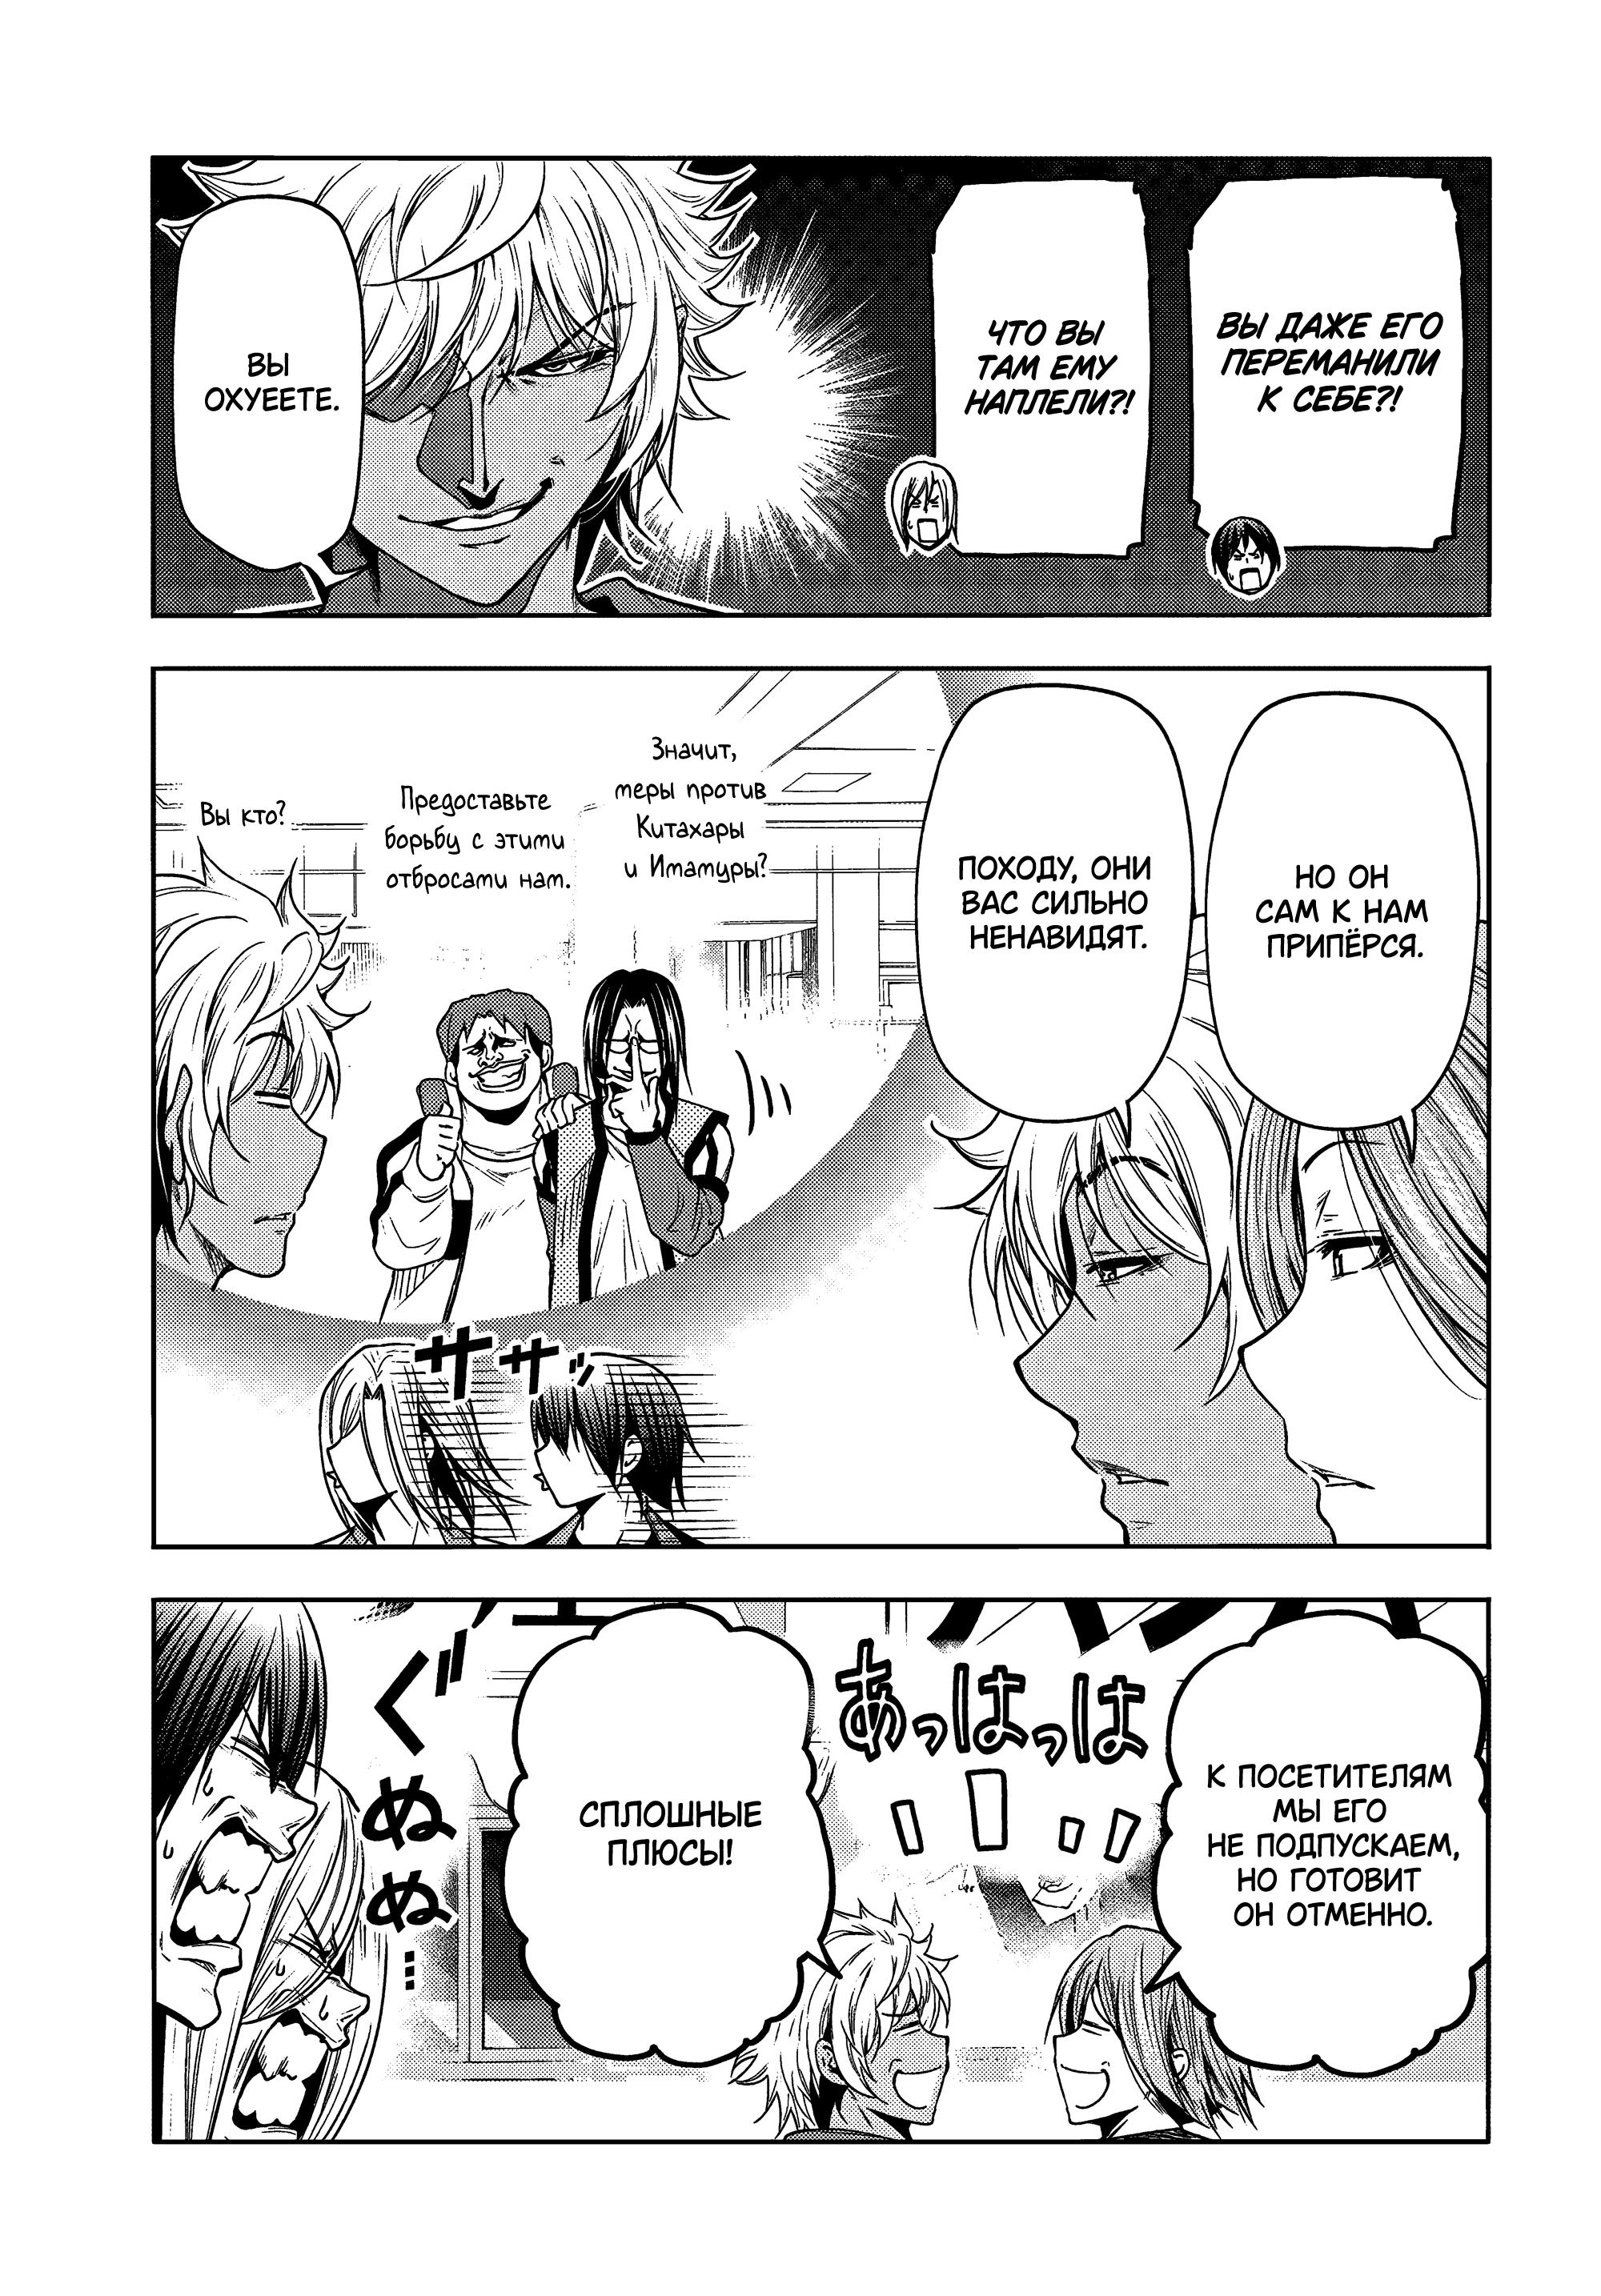 ВЫ ДАЖЕ ЕГО
ПЕРЕМАНИЛИ
К СЕБЕ?!
ЧТО ВЫ
ТАМ ЕМУ
НАПЛЕЛИ?!
ВЫ
ОХУЕЕТЕ.
НО ОН
САМ К НАМ
ПРИПЁРСЯ.
ПОХОДУ, ОНИ
ВАС СИЛЬНО
НЕНАВИДЯТ.
Значит,
меры против
Китахары
и Имамуры?
Предоставьте
борьбу с этими
отбросами нам.
Вы кто?
ササッ
К ПОСЕТИТЕЛЯМ
МЫ ЕГО
НЕ ПОДПУСКАЕМ,
НО ГОТОВИТ
ОН ОТМЕННО.
あっはっは
СПЛОШНЫЕ
ПЛЮСЫ!
ぐぬぬ…